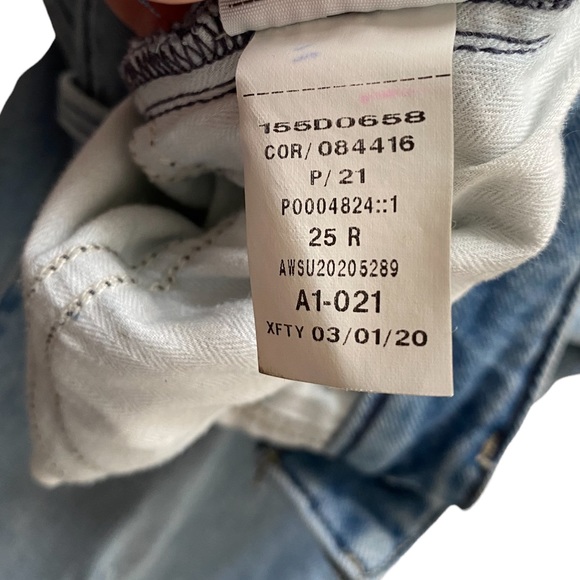 155D0658
COR/ 084416
P/ 21
P0004824::1
25 R
AWSU20205289
A1-021
XFTY 03/01/20